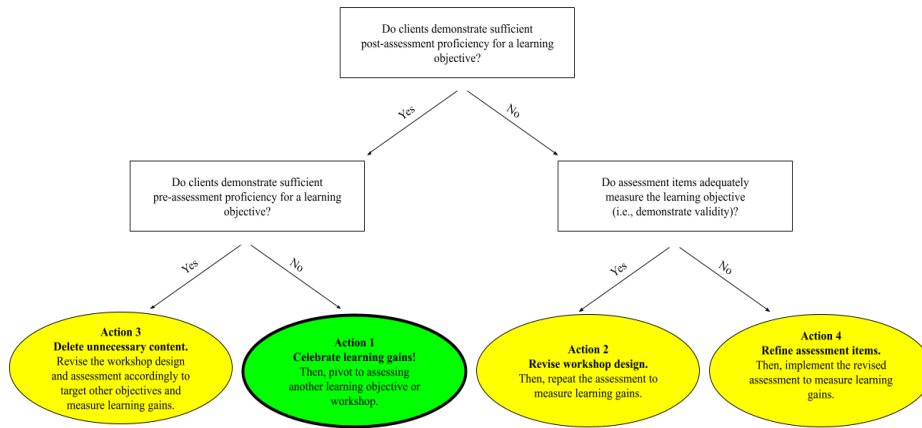 Do clients demonstrate sufficient
post-assessment proficiency for a learning
objective?
Yes
No
Do clients demonstrate sufficient
pre-assessment proficiency for a learning
objective?
Do assessment items adequately
measure the learning objective
(i.e., demonstrate validity)?
Yes
No
Yes
No
Action 3
Delete unnecessary content.
Revise the workshop design
and assessment accordingly to
target other objectives and
measure learning gains.
Action 1
Celebrate learning gains!
Then, pivot to assessing
another learning objective or
workshop.
Action 2
Revise workshop design.
Then, repeat the assessment to
measure learning gains.
Action 4
Refine assessment items.
Then, implement the revised
assessment to measure learning
gains.